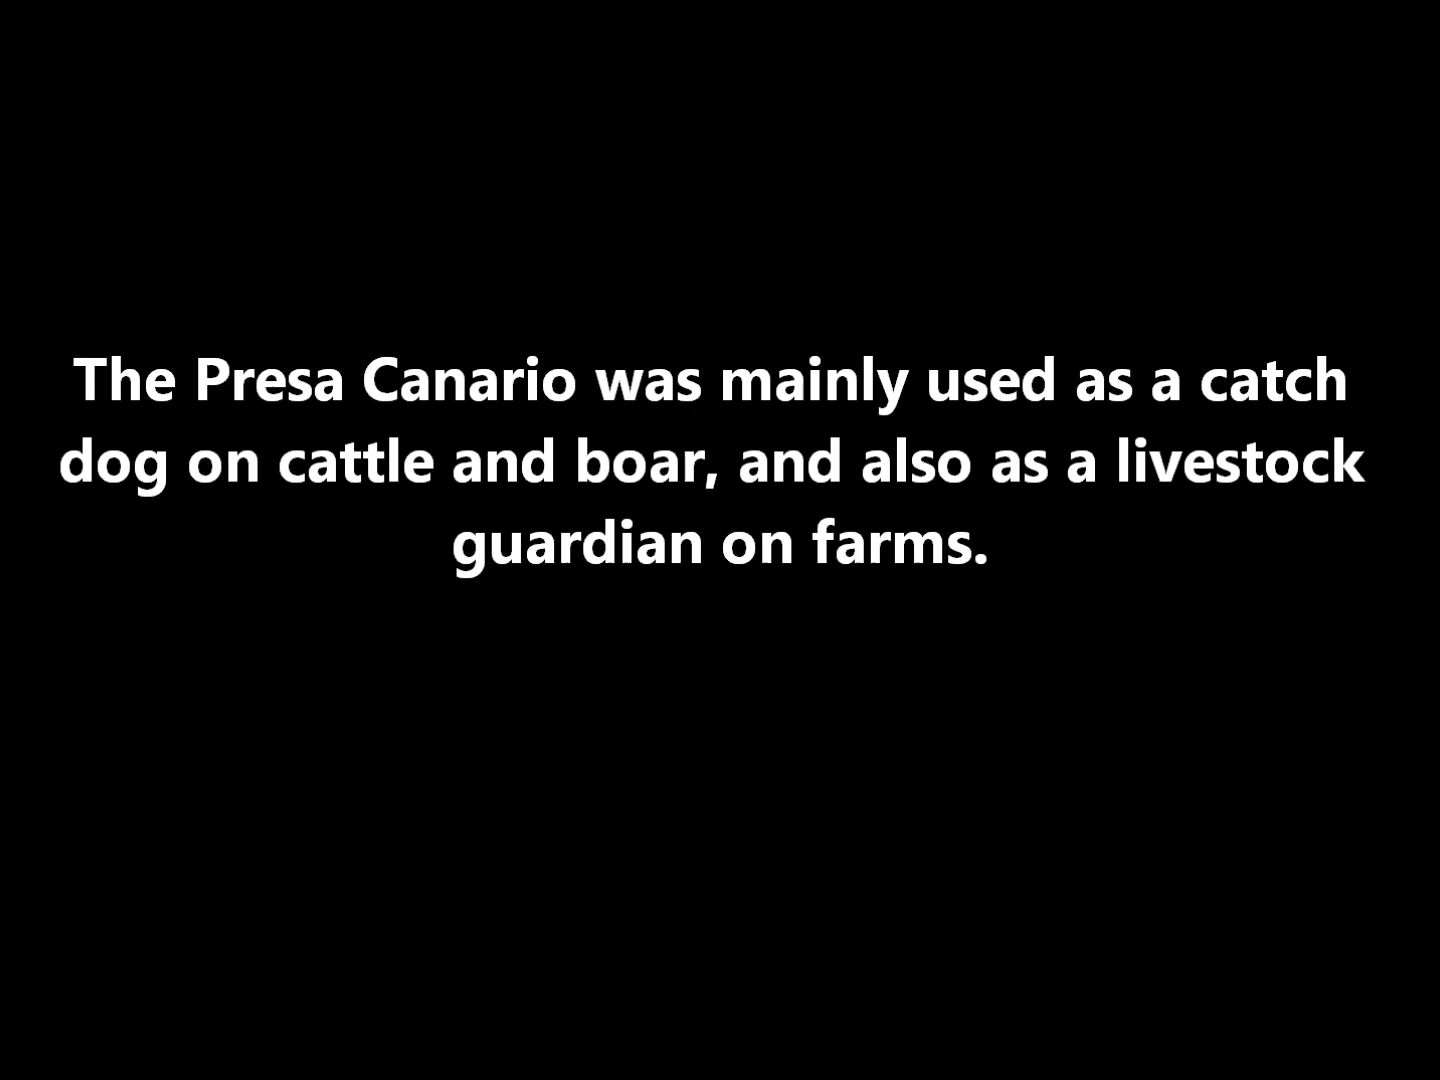 The Presa Canario was mainly used as a catch
dog on cattle and boar, and also as a livestock
guardian on farms.